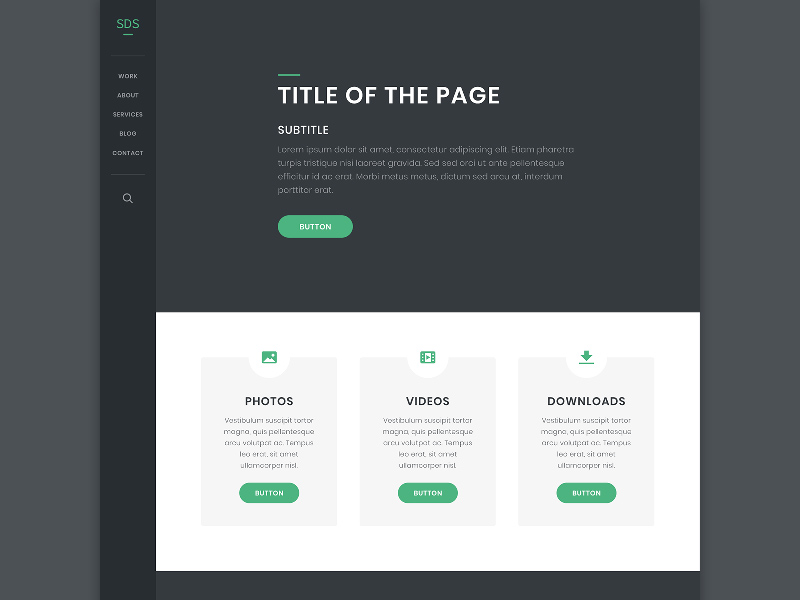 SDS
WORK
ABOUT
SERVICES
BLOG
CONTACT
TITLE OF THE PAGE
SUBTITLE
Lorem ipsum dolor sit amet, consectetur adipiscing elit. Etiam pharetra
turpis tristique nisi laoreet gravida. Sed sed orci ut ante pellentesque
efficitur id ac erat. Morbi metus metus, dictum sed arcu at, interdum
porttitor erat.
BUTTON
PHOTOS
Vestibulum suscipit tortor
magna, quis pellentesque
arcu volutpat ac. Tempus
leo erat, sit amet
ullamcorper nisl.
BUTTON
VIDEOS
Vestibulum suscipit tortor
magna, quis pellentesque
arcu volutpat ac. Tempus
leo erat, sit amet
ullamcorper nisl.
BUTTON
DOWNLOADS
Vestibulum suscipit tortor
magna, quis pellentesque
arcu volutpat ac. Tempus
leo erat, sit amet
ullamcorper nisl.
BUTTON